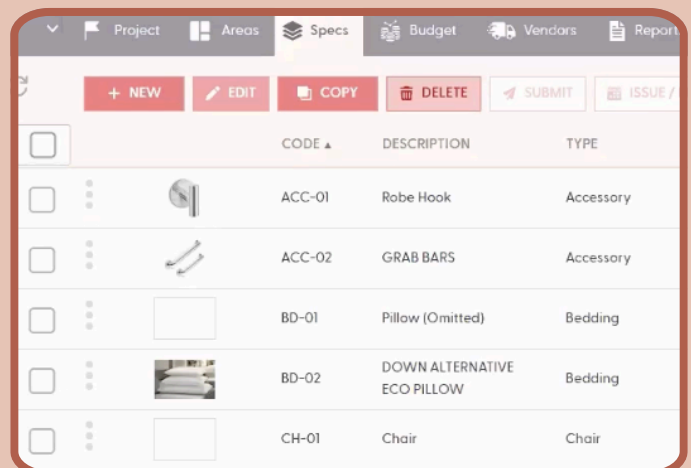 Project Areas Specs Budget Vendors Report
+ NEW EDIT COPY DELETE SUBMIT ISSUE /
CODE ▲ DESCRIPTION TYPE
ACC-01 Robe Hook Accessory
ACC-02 GRAB BARS Accessory
BD-01 Pillow (Omitted) Bedding
BD-02 DOWN ALTERNATIVE ECO PILLOW Bedding
CH-01 Chair Chair